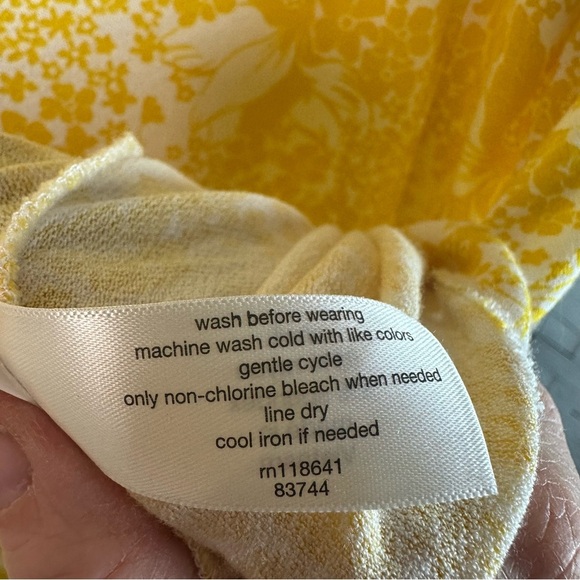 wash before wearing
machine wash cold with like colors
gentle cycle
only non-chlorine bleach when needed
line dry
cool iron if needed
rn118641
83744